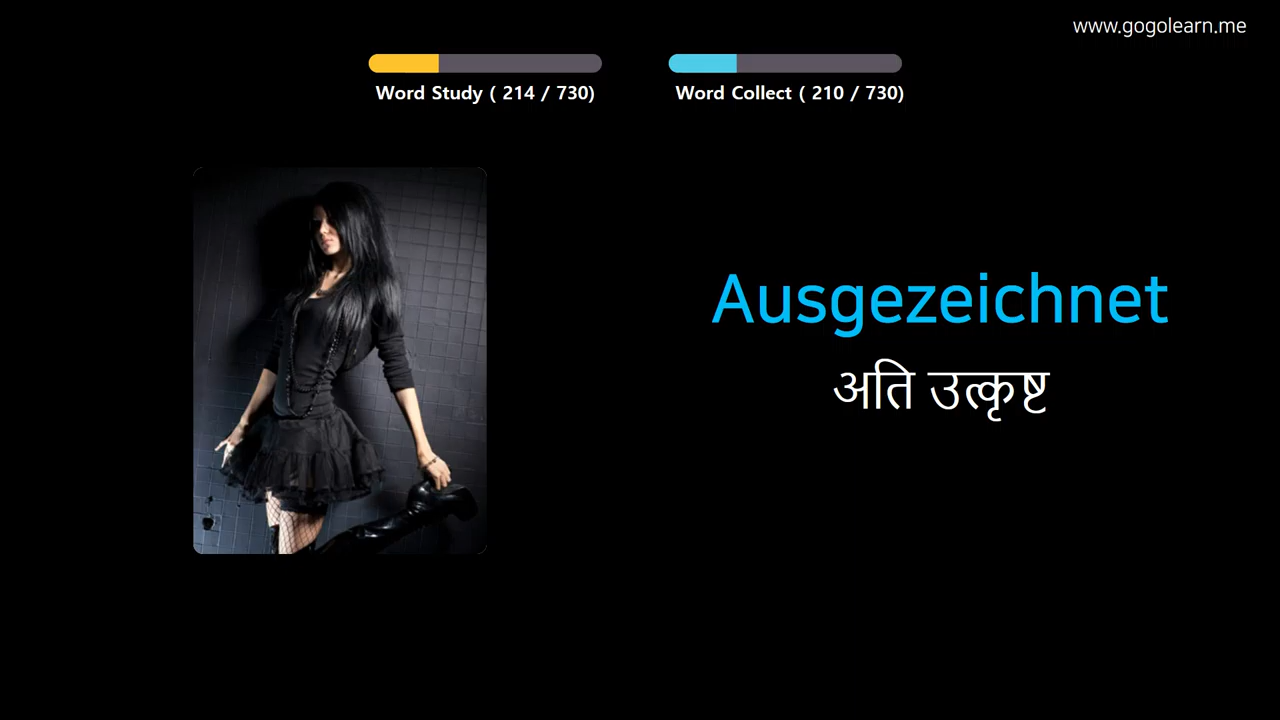 www.gogolearn.me
Word Study ( 214 / 730)
Word Collect ( 210 / 730)
Ausgezeichnet
अति उत्कृष्ट